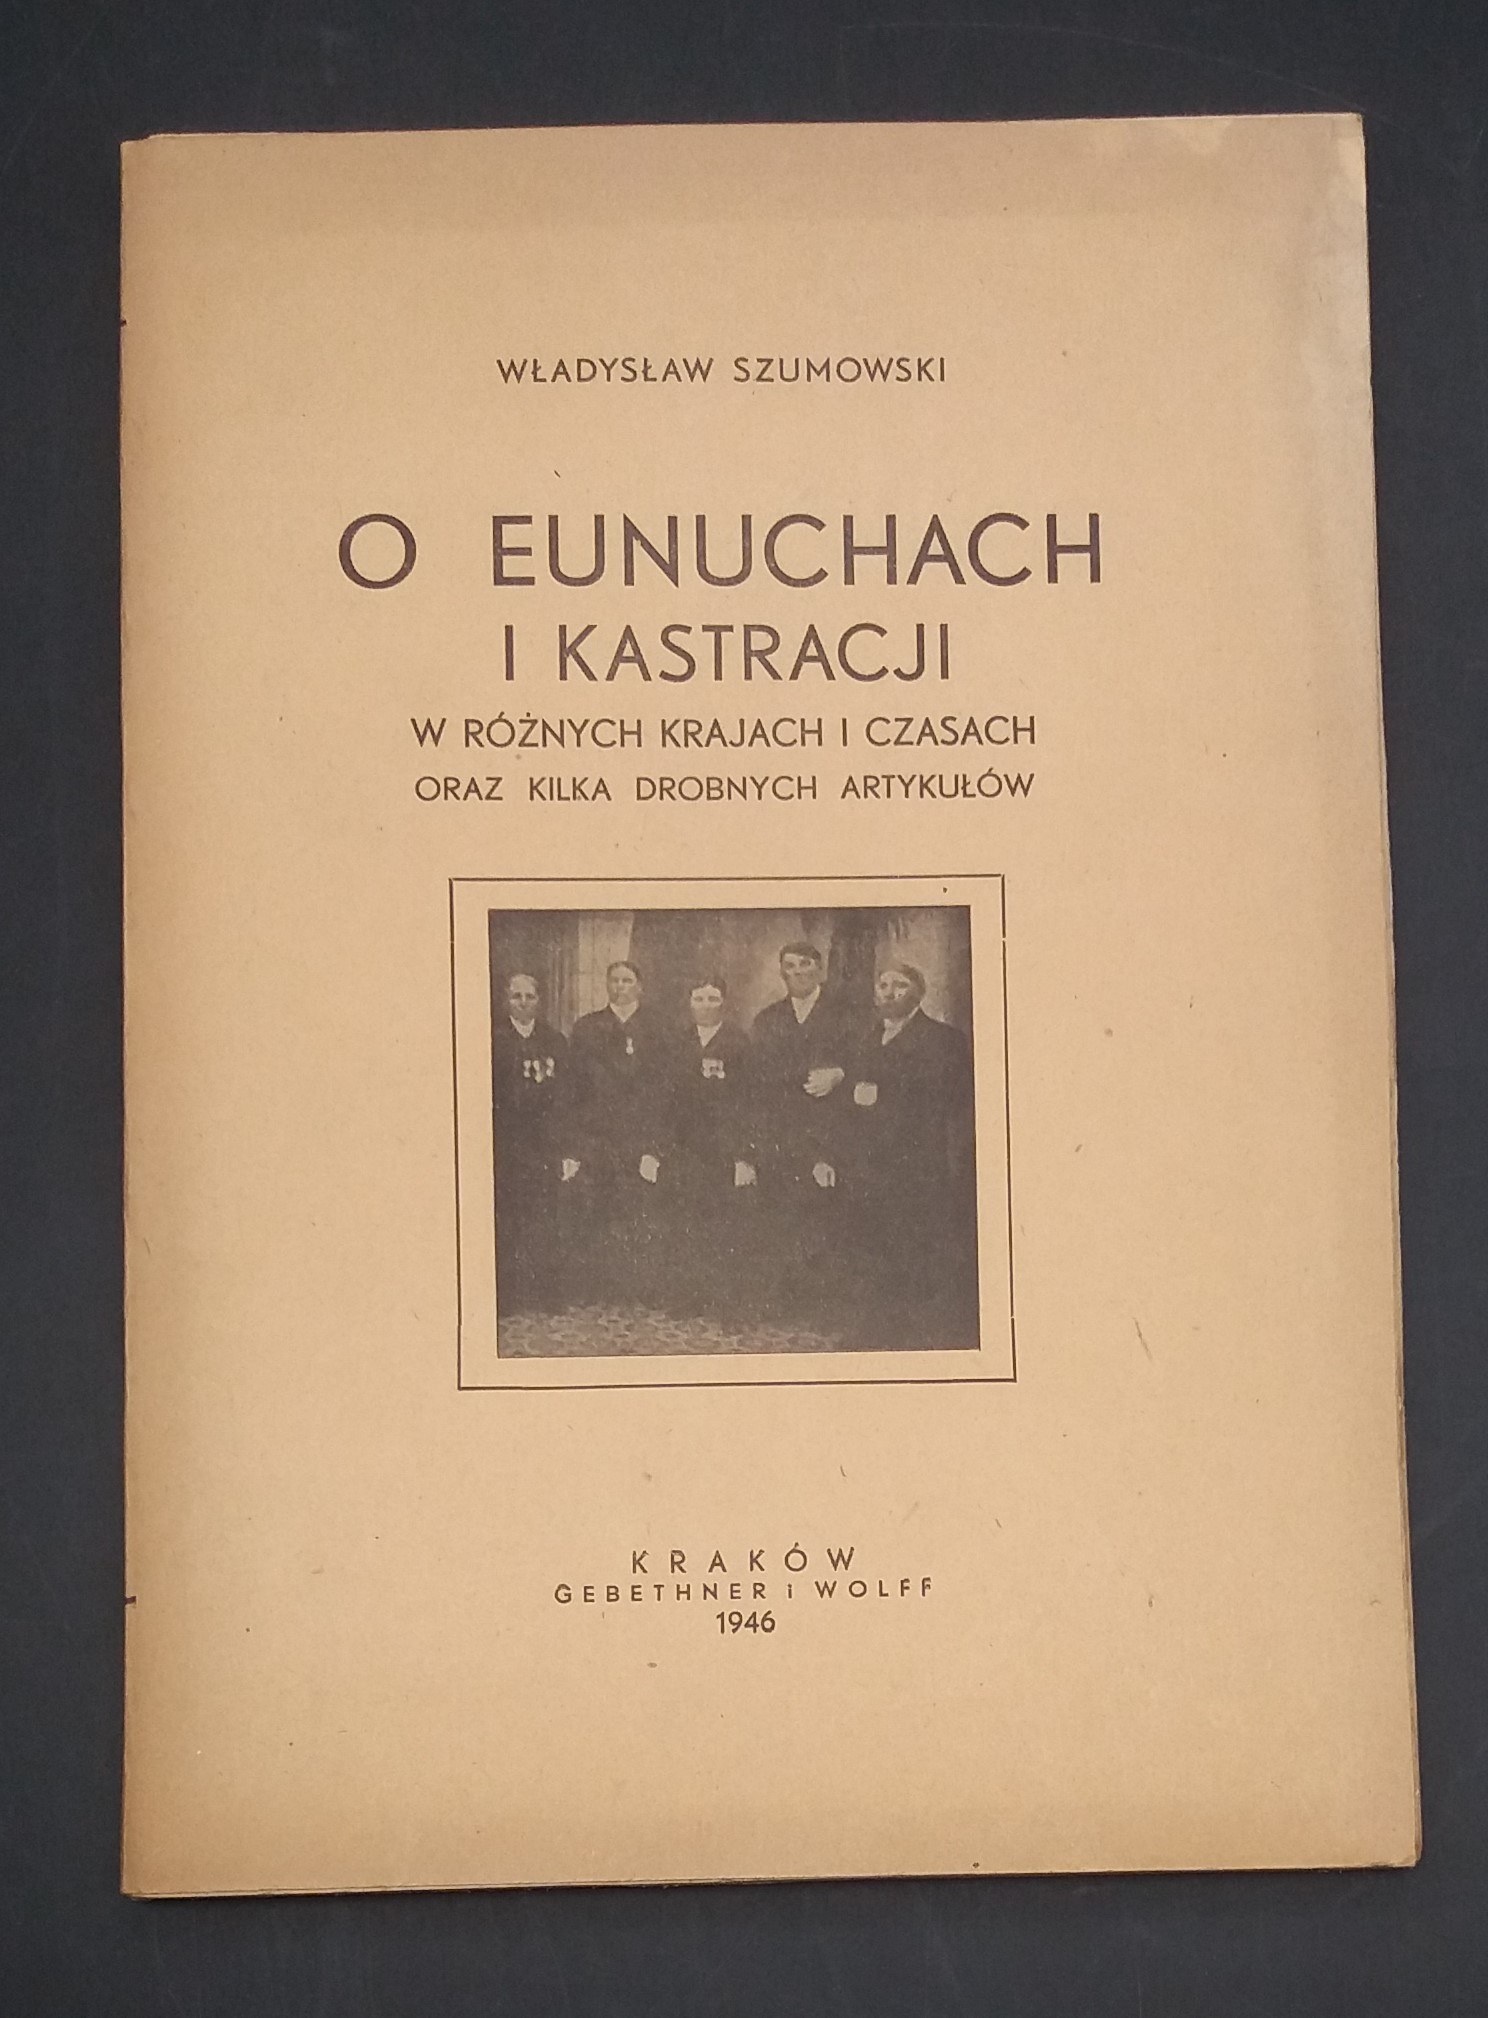 WŁADYSŁAW SZUMOWSKI
O EUNUCHACH
I KASTRACJI
W RÓŻNYCH KRAJACH I CZASACH
ORAZ KILKA DROBNYCH ARTYKUŁÓW
KRAKÓW
GEBETHNER i WOLFF
1946